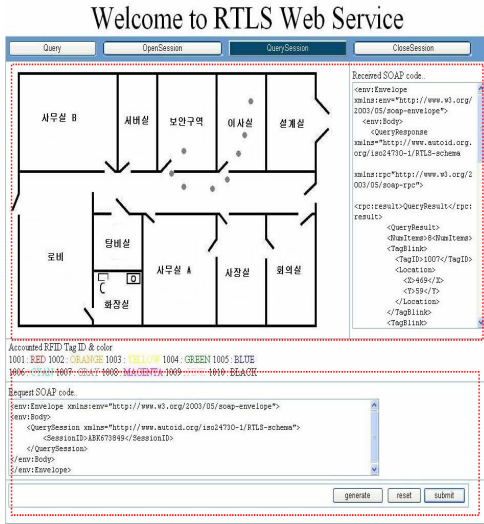 Welcome to RTLS Web Service
Query OpenSession QuerySession CloseSession
사무실 B
서버실
보안구역
이사실
설계실
로비
탕비실
화장실
사무실 A
사장실
회의실
Received SOAP code..
<env:Envelope
xmlns:env="http://www.w3.org/
2003/05/soap-envelope">
<env:Body>
<QueryResponse
xmlns="http://www.autoid.org.
org/iso24730-1/RTLS-schema
xmlns:rpc"http://www.w3.org/2
003/05/soap-rpc">
<rpc:result>QueryResult</rpc:
result>
<QueryResult>
<NumItems>8<NumItems>
<TagBlink>
<TagID>1007</TagID>
<Location>
<X>469</X>
<Y>59</Y>
</Location>
</TagBlink>
<TagBlink>
Accounted RFID Tag ID & color
1001 : RED 1002 : ORANGE 1003 : YELLOW 1004 : GREEN 1005 : BLUE
1006 : CYAN 1007 : GRAY 1008 : MAGENTA 1009 : 1010 : BLACK
Request SOAP code..
<env:Envelope xmlns:env="http://www.w3.org/2003/05/soap-envelope">
<env:Body>
<QuerySession xmlns="http://www.autoid.org/iso24730-1/RTLS-schema">
<SessionID>ABK673849</SessionID>
</QuerySession>
</env:Body>
</env:Envelope>
generate reset submit